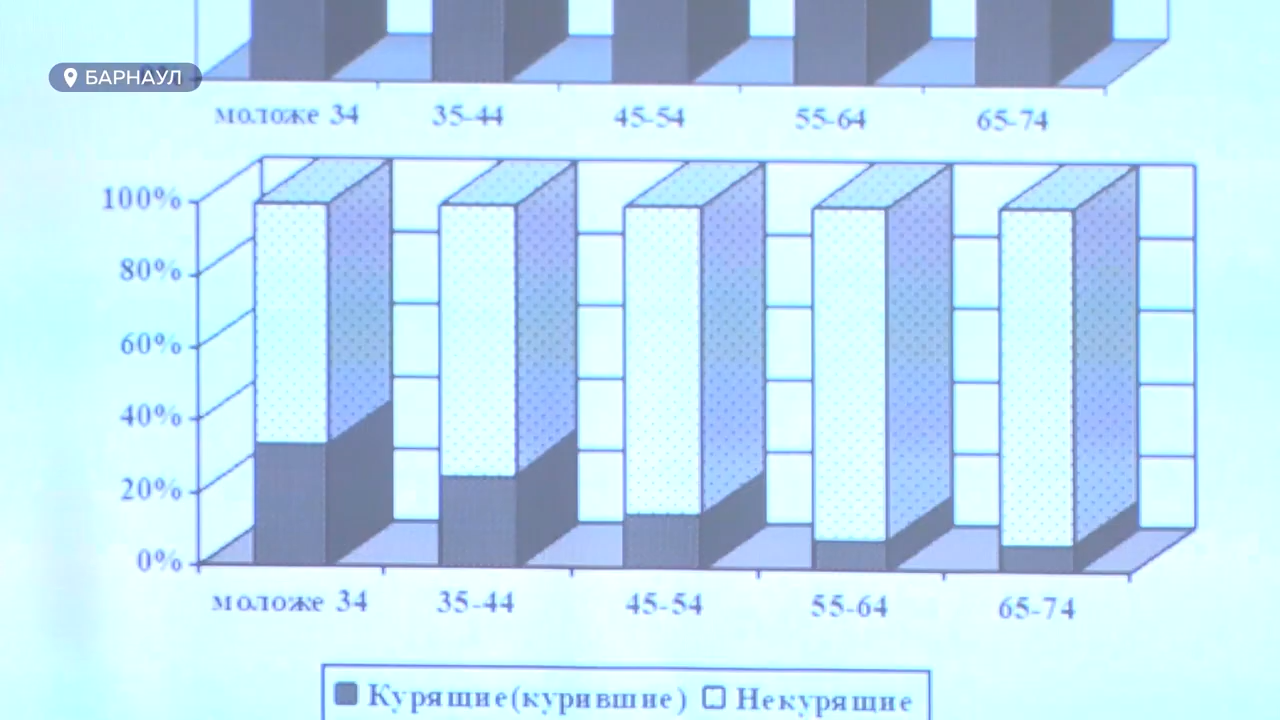 БАРНАУЛ
моложе 34 35-44 45-54 55-64 65-74
100%
80%
60%
40%
20%
0%
моложе 34 35-44 45-54 55-64 65-74
Курящие(курившие) Некурящие